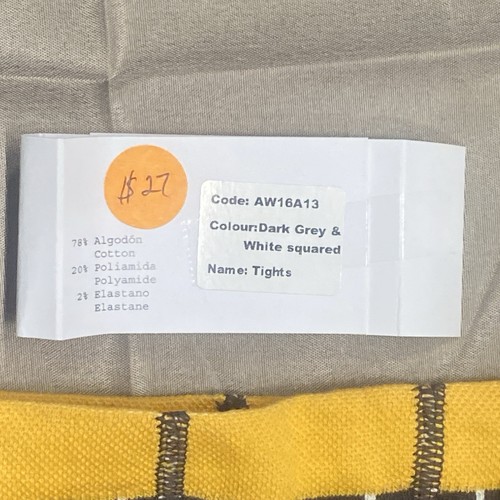 $ 27
78% Algodón
Cotton
20% Poliamida
Polyamide
2% Elastano
Elastane
Code: AW16A13
Colour:Dark Grey &
White squared
Name: Tights